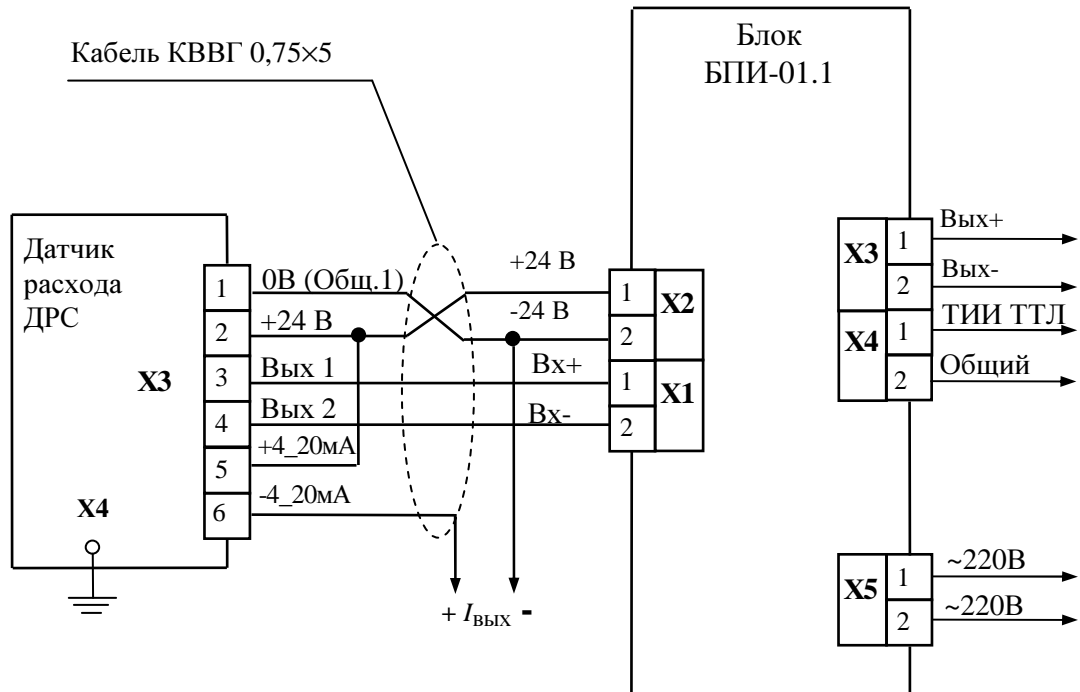 Кабель КВВГ 0,75×5
Блок
БПИ-01.1
Датчик
расхода
ДРС
X3
X4
1
2
3
4
5
6
0В (Общ.1)
+24 В
Вых 1
Вых 2
+4_20мА
-4_20мА
+24 В
-24 В
Вх+
Вх-
1
2
X2
1
2
X1
+ Iвых -
X3
1
2
Вых+
Вых-
X4
1
2
ТИИ ТТЛ
Общий
X5
1
2
~220В
~220В